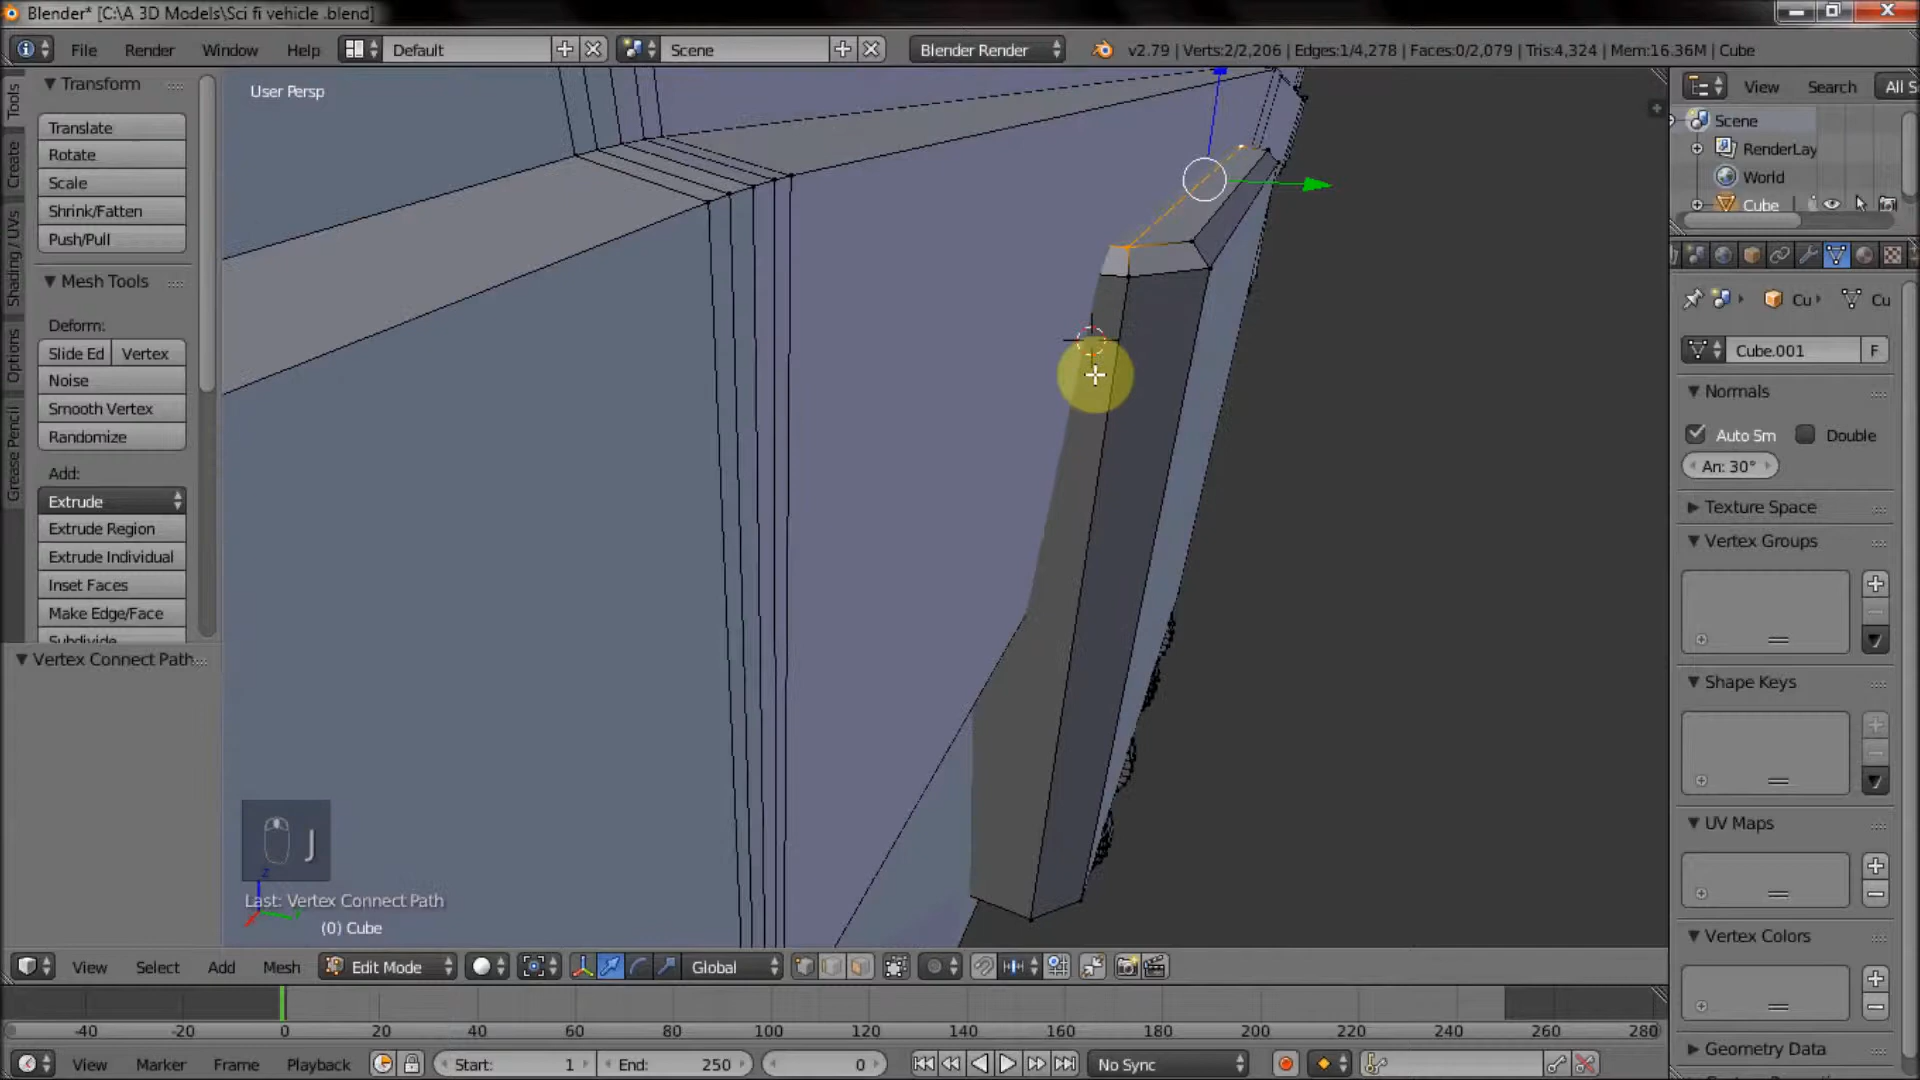 Blender* [C:\A 3D Models\Sci fi vehicle .blend]
File Render Window Help Default Scene Blender Render v2.79 | Verts:2/2,206 | Edges:1/4,278 | Faces:0/2,079 | Tris:4,324 | Mem:16.36M | Cube
Tools
Create
Shading / UVs
Options
Grease Pencil
Transform
Translate
Rotate
Scale
Shrink/Fatten
Push/Pull
Mesh Tools
Deform:
Slide Ed Vertex
Noise
Smooth Vertex
Randomize
Add:
Extrude
Extrude Region
Extrude Individual
Inset Faces
Make Edge/Face
Subdivide
Vertex Connect Path
User Persp
J
z
Last: Vertex Connect Path
(0) Cube
View Search All S
Scene
RenderLay
World
Cube
Cu Cu
Cube.001 F
Normals
Auto Sm Double
An: 30°
Texture Space
Vertex Groups
Shape Keys
UV Maps
Vertex Colors
Geometry Data
View Select Add Mesh Edit Mode Global
-40 -20 0 20 40 60 80 100 120 140 160 180 200 220 240 260 280
View Marker Frame Playback Start: 1 End: 250 0 No Sync